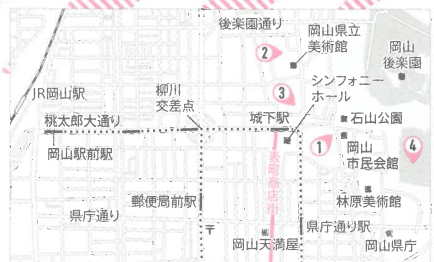 後楽園通り
岡山県立
美術館
岡山
後楽園
2
シンフォニー
ホール
JR岡山駅
柳川
交差点
3
桃太郎大通り
城下駅
石山公園
岡山駅前駅
1
岡山
市民会館
4
表町商店街
郵便局前駅
林原美術館
県庁通り
県庁通り駅
〒
岡山天満屋
岡山県庁